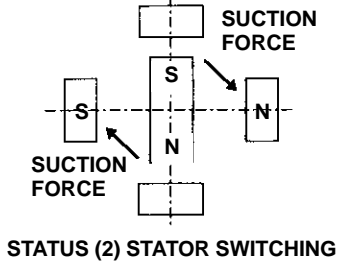 SUCTION
FORCE
S
S
N
N
SUCTION
FORCE
STATUS (2) STATOR SWITCHING